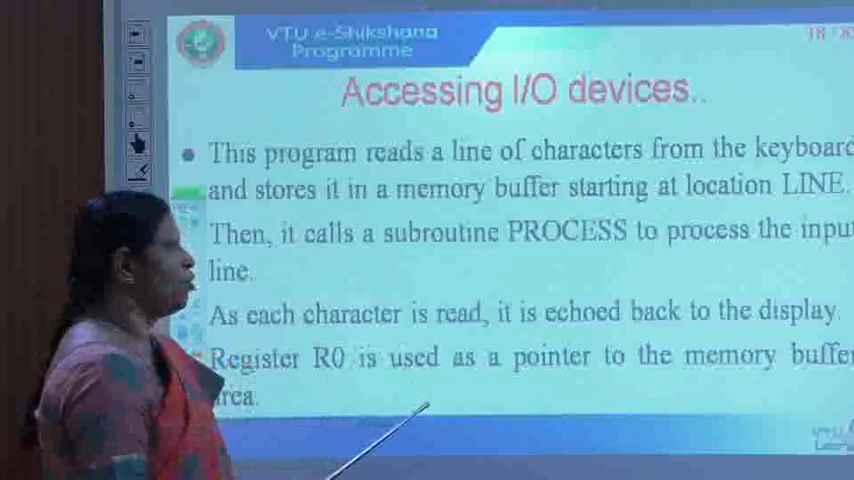 VTU e-Shikshana
Programme
18
Accessing I/O devices..
• This program reads a line of characters from the keyboard
and stores it in a memory buffer starting at location LINE.
Then, it calls a subroutine PROCESS to process the input
line..
As each character is read, it is echoed back to the display.
Register R0 is used as a pointer to the memory buffer
area.
VTU